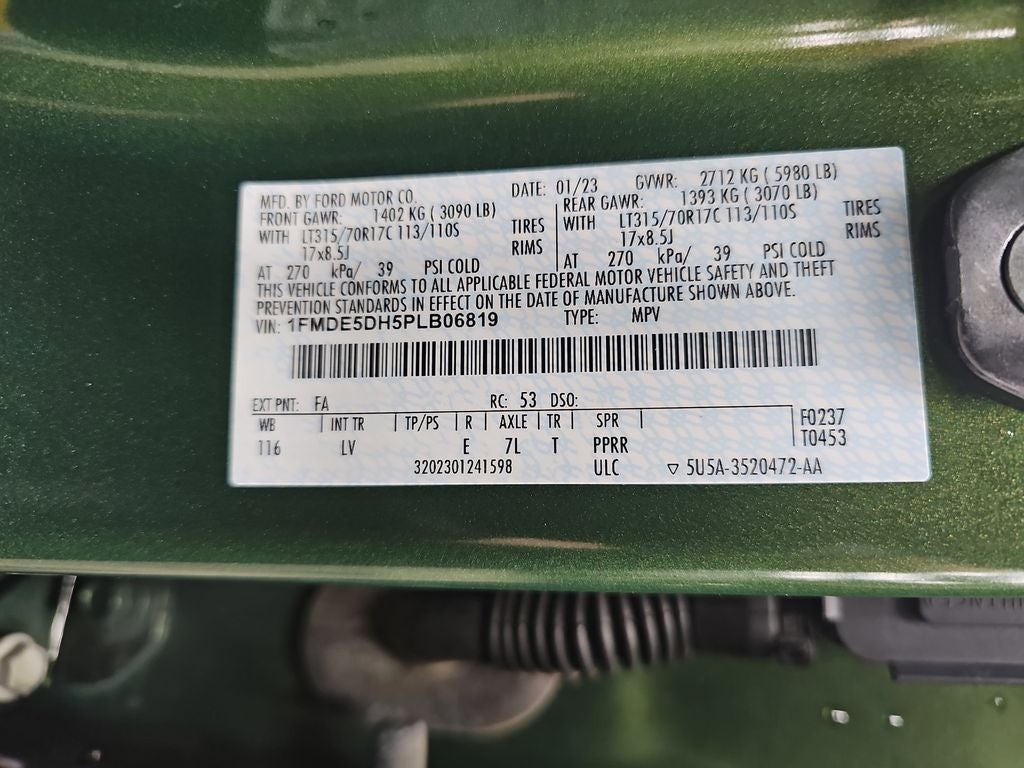 MFD. BY FORD MOTOR CO. DATE: 01/23 GVWR: 2712 KG ( 5980 LB)
FRONT GAWR: 1402 KG ( 3090 LB) REAR GAWR: 1393 KG ( 3070 LB)
WITH LT315/70R17C 113/110S TIRES WITH LT315/70R17C 113/110S TIRES
17x8.5J RIMS 17x8.5J RIMS
AT 270 kPa/ 39 PSI COLD AT 270 kPa/ 39 PSI COLD
THIS VEHICLE CONFORMS TO ALL APPLICABLE FEDERAL MOTOR VEHICLE SAFETY AND THEFT
PREVENTION STANDARDS IN EFFECT ON THE DATE OF MANUFACTURE SHOWN ABOVE.
VIN: 1FMDE5DH5PLB06819 TYPE: MPV
EXT PNT: FA RC: 53 DSO:
WB | INT TR | TP/PS | R | AXLE | TR | SPR | F0237
116 LV E 7L T PPRR T0453
3202301241598 ULC ▽ 5U5A-3520472-AA